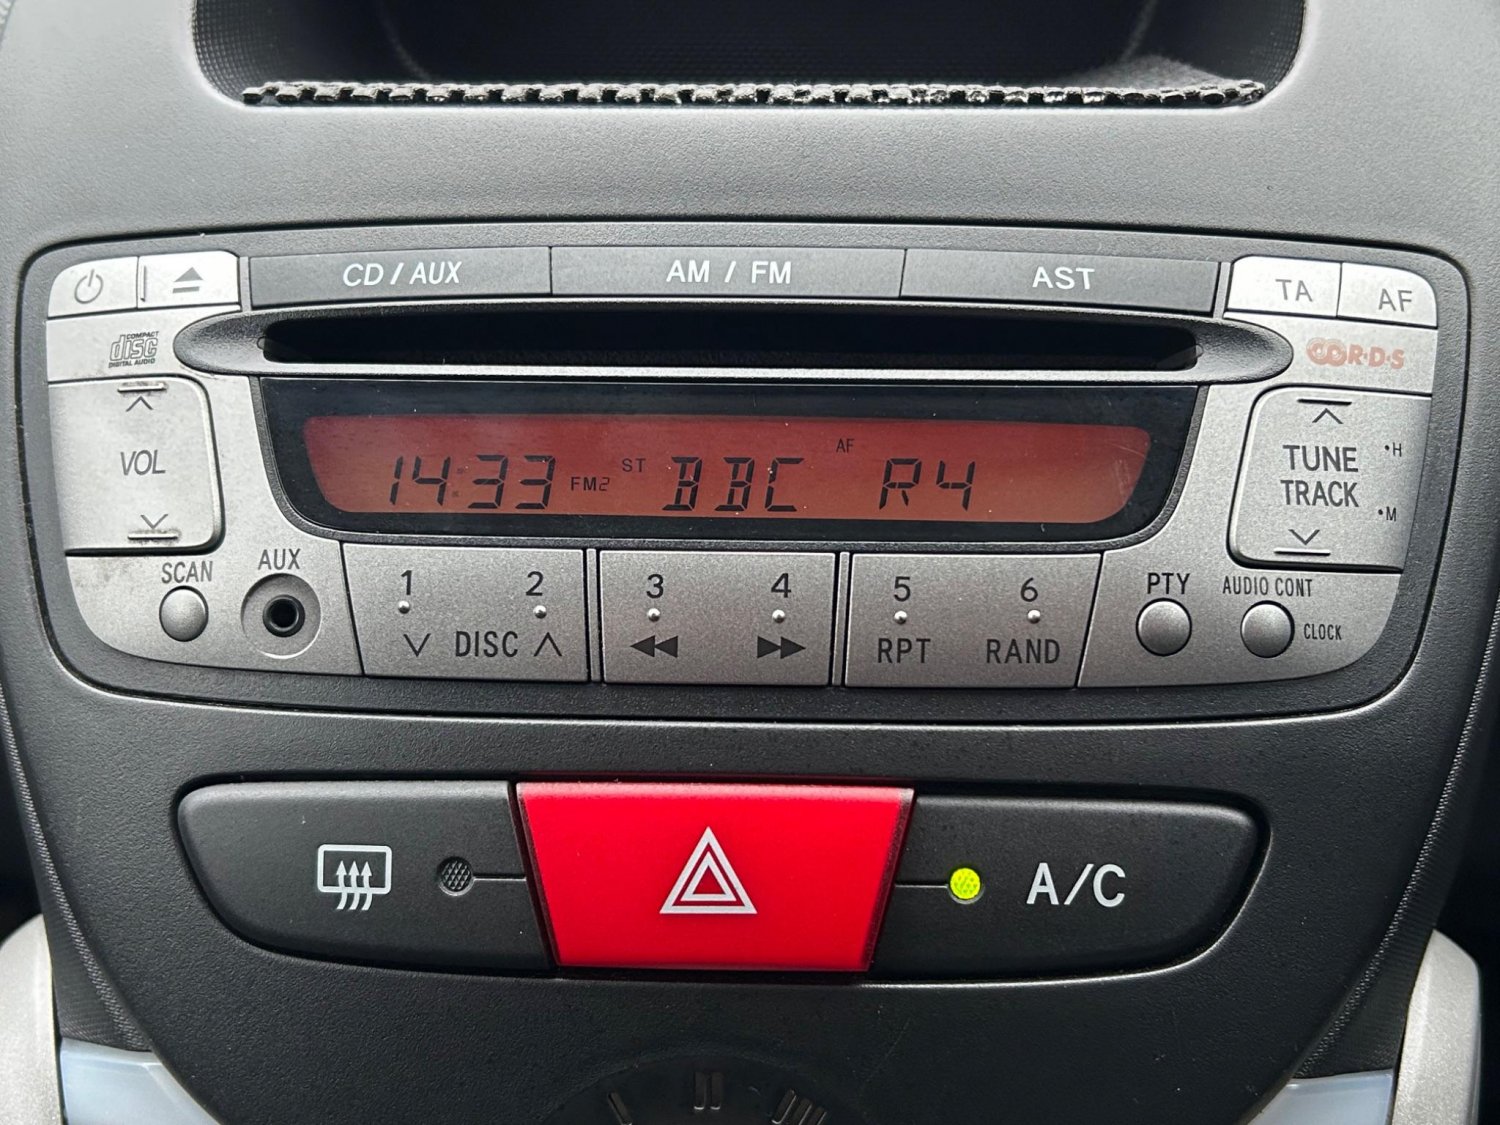 CD / AUX AM / FM AST TA AF
COMPACT
disc
DIGITAL AUDIO
R·D·S
VOL
14:33 FM2 ST BBC AF R4
TUNE
TRACK
•H
•M
SCAN AUX
1 2 3 4 5 6
DISC RPT RAND
PTY AUDIO CONT
CLOCK
A/C